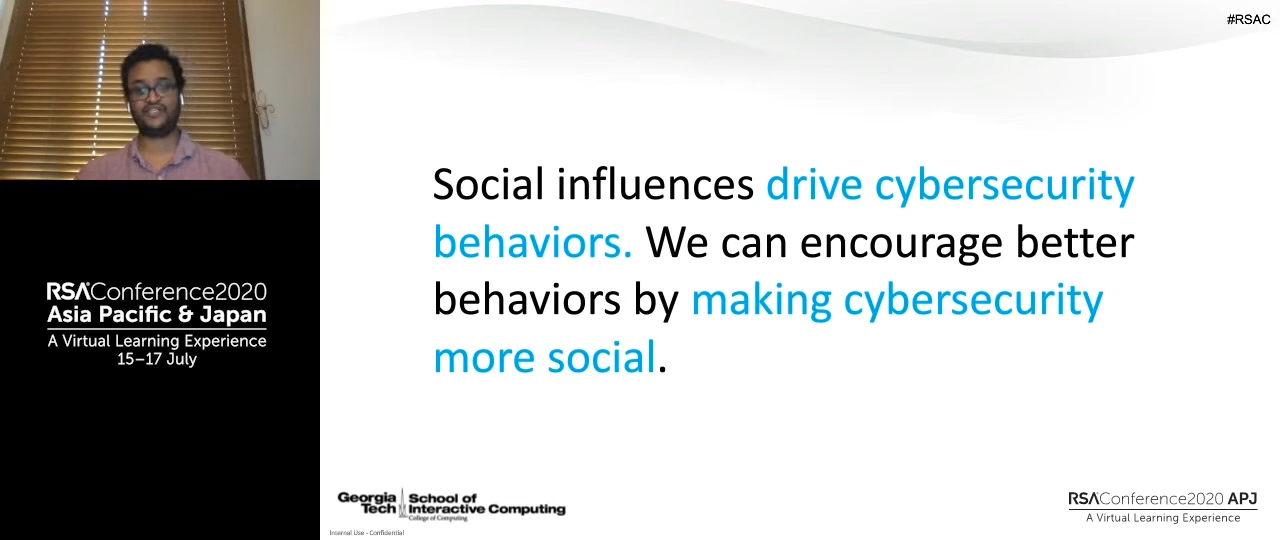 #RSAC
Social influences drive cybersecurity
behaviors. We can encourage better
behaviors by making cybersecurity
more social.
RSAConference2020
Asia Pacific & Japan
A Virtual Learning Experience
15–17 July
Georgia Tech
School of
Interactive Computing
College of Computing
Internal Use - Confidential
RSAConference2020 APJ
A Virtual Learning Experience